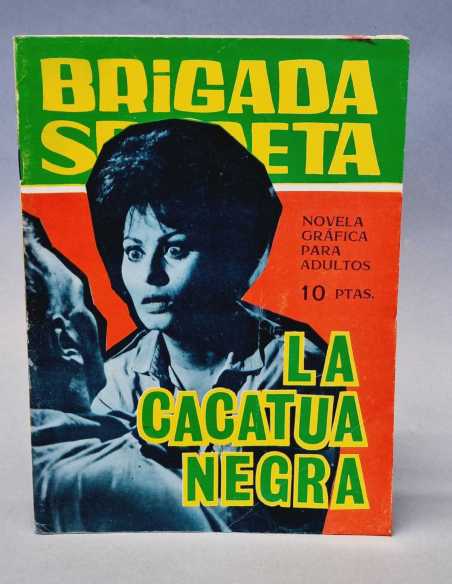 BRiGADA
SECRETA
NOVELA
GRÁFICA
PARA
ADULTOS
10 PTAS.
LA
CACATUA
NEGRA